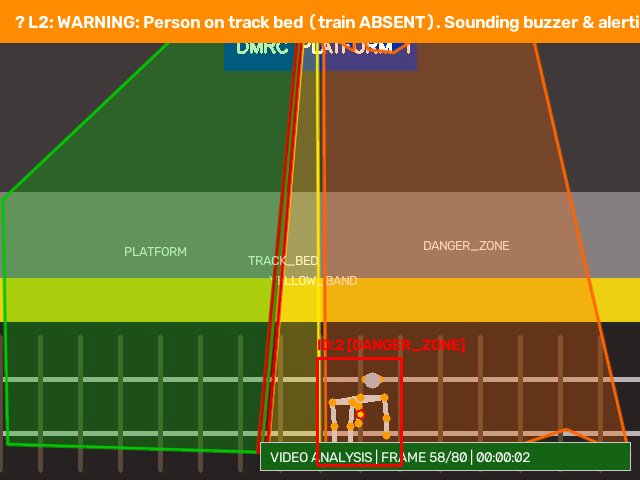 ? L2: WARNING: Person on track bed (train ABSENT). Sounding buzzer & alerti
DMRC PLATFORM 1
DANGER_ZONE
PLATFORM
TRACK_BED
YELLOW_BAND
ID:2 [DANGER_ZONE]
VIDEO ANALYSIS | FRAME 58/80 | 00:00:02